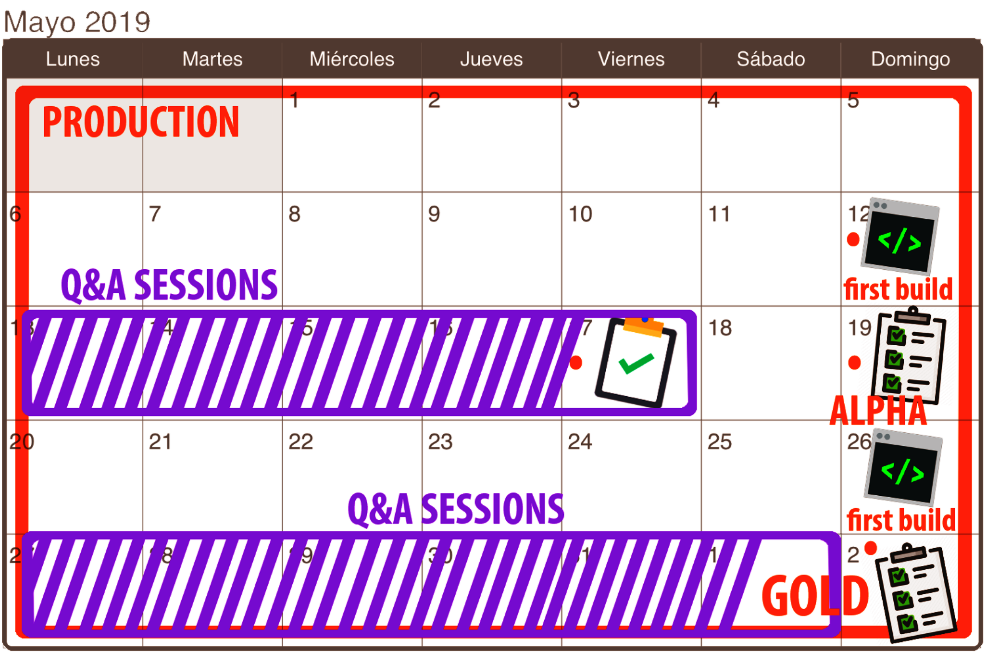 Mayo 2019
Lunes Martes Miércoles Jueves Viernes Sábado Domingo
1 2 3 4 5
PRODUCTION
6 7 8 9 10 11 12
</>
Q&A SESSIONS
first build
13 14 15 16 17 18 19
ALPHA
20 21 22 23 24 25 26
</>
Q&A SESSIONS
first build
28 29 30 31 1 2
GOLD